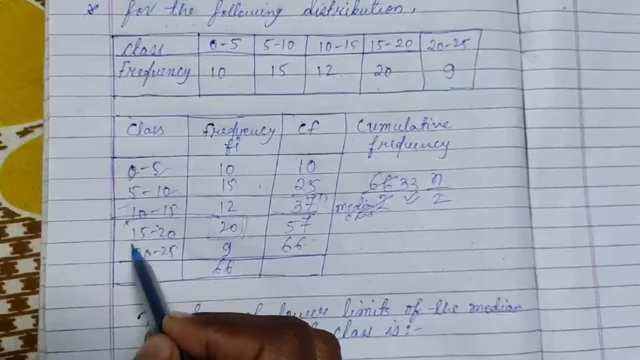 for the following distribution,
Class 0-5 5-10 10-15 15-20 20-25
Frequency 10 15 12 20 9
Class Frequency fi Cf Cumulative frequency
0-5 10 10
5-10 15 25 66 33 n
10-15 12 37 median class 2 ✓ 2
15-20 20 57
20-25 9 66
66
lower limits of the median
class is:-